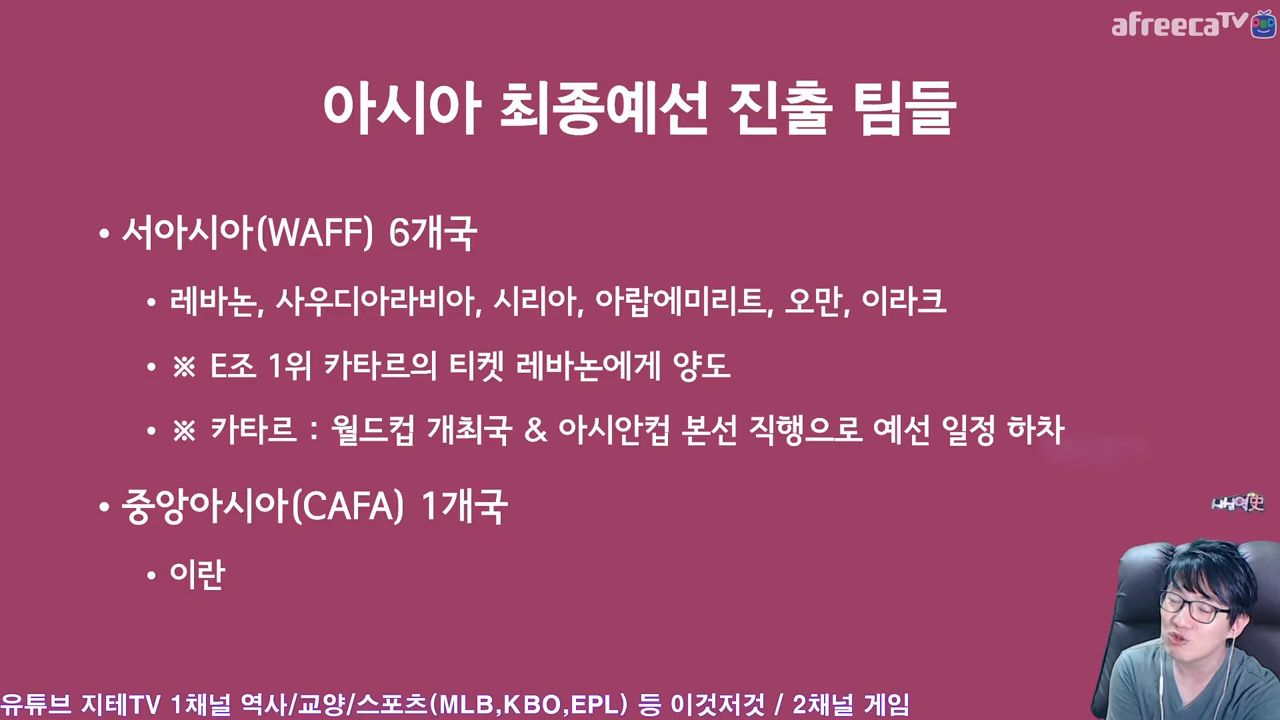 afreecaTV
아시아 최종예선 진출 팀들
• 서아시아(WAFF) 6개국
• 레바논, 사우디아라비아, 시리아, 아랍에미리트, 오만, 이라크
• ※ E조 1위 카타르의 티켓 레바논에게 양도
• ※ 카타르 : 월드컵 개최국 & 아시안컵 본선 직행으로 예선 일정 하차
• 중앙아시아(CAFA) 1개국
• 이란
유튜브 지테TV 1채널 역사/교양/스포츠(MLB,KBO,EPL) 등 이것저것 / 2채널 게임